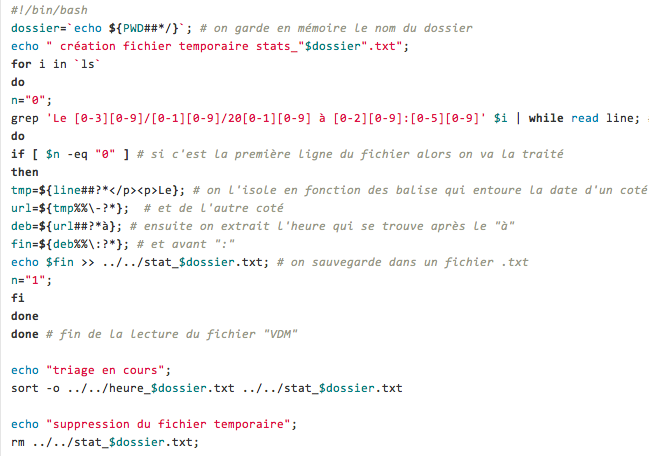 #!/bin/bash
dossier=`echo ${PWD##*/}`; # on garde en mémoire le nom du dossier
echo " création fichier temporaire stats_"$dossier".txt";
for i in `ls`
do
n="0";
grep 'Le [0-3][0-9]/[0-1][0-9]/20[0-1][0-9] à [0-2][0-9]:[0-5][0-9]' $i | while read line;
do
if [ $n -eq "0" ] # si c'est la première ligne du fichier alors on va la traité
then
tmp=${line##?*</p><p>Le}; # on l'isole en fonction des balise qui entoure la date d'un coté
url=${tmp%%\-?*};  # et de l'autre coté
deb=${url##?*à}; # ensuite on extrait l'heure qui se trouve après le "à"
fin=${deb%%\:?*}; # et avant ":"
echo $fin >> ../../stat_$dossier.txt; # on sauvegarde dans un fichier .txt
n="1";
fi
done
done # fin de la lecture du fichier "VDM"
echo "triage en cours";
sort -o ../../heure_$dossier.txt ../../stat_$dossier.txt
echo "suppression du fichier temporaire";
rm ../../stat_$dossier.txt;